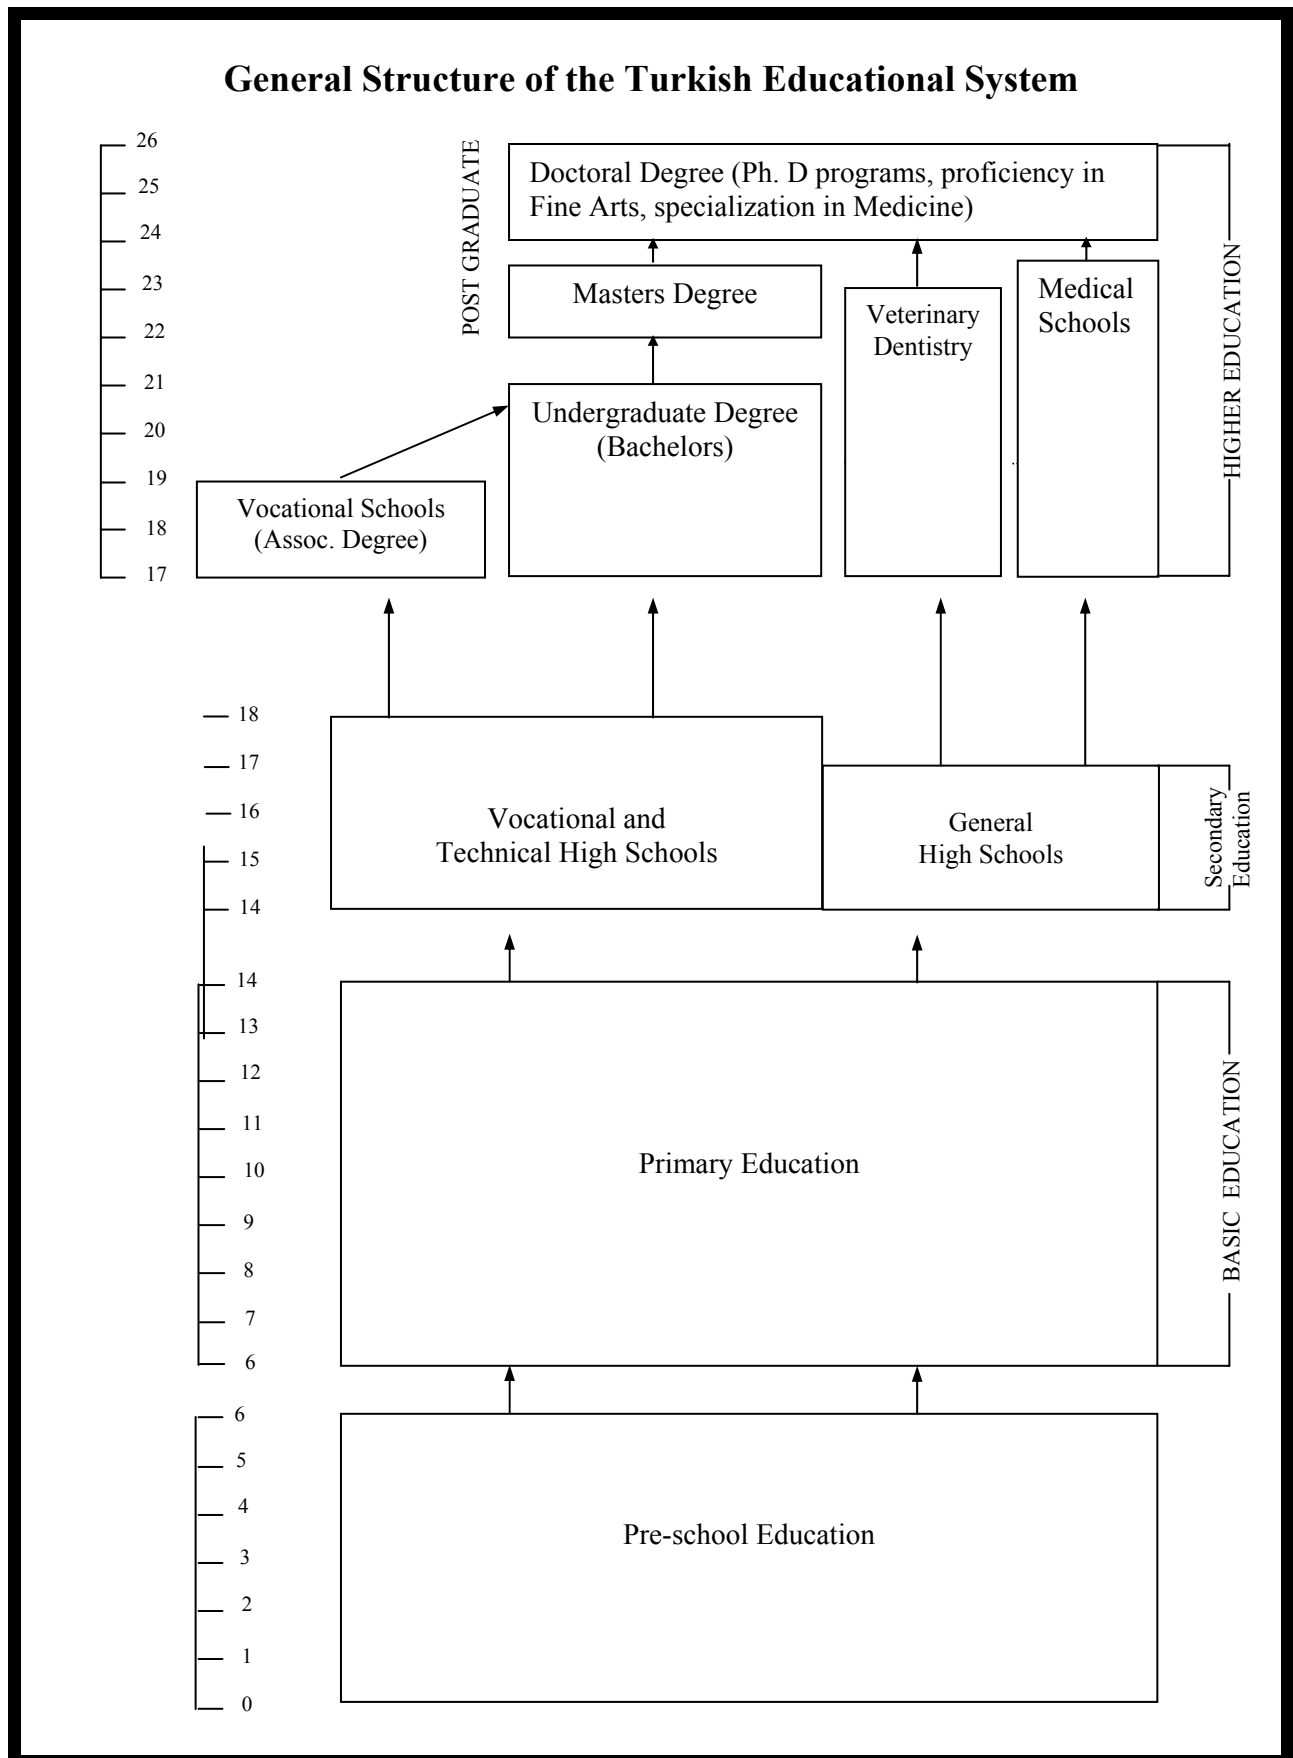 General Structure of the Turkish Educational System
26
25
24
23
22
21
20
19
18
17
POST GRADUATE
Doctoral Degree (Ph. D programs, proficiency in
Fine Arts, specialization in Medicine)
Masters Degree
Veterinary
Dentistry
Medical
Schools
Undergraduate Degree
(Bachelors)
Vocational Schools
(Assoc. Degree)
HIGHER EDUCATION
18
17
16
15
14
Vocational and
Technical High Schools
General
High Schools
Secondary
Education
14
13
12
11
10
9
8
7
6
Primary Education
BASIC EDUCATION
6
5
4
3
2
1
0
Pre-school Education